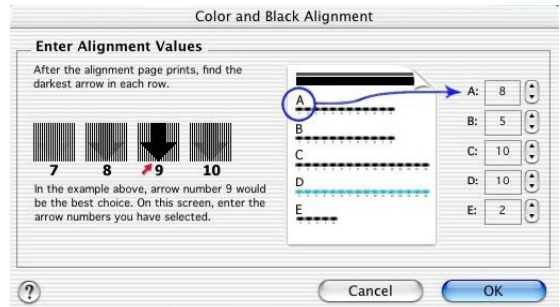 Color and Black Alignment
Enter Alignment Values
After the alignment page prints, find the
darkest arrow in each row.
7 8 9 10
In the example above, arrow number 9 would
be the best choice. On this screen, enter the
arrow numbers you have selected.
A
B
C
D
E
A: 8
B: 5
C: 10
D: 10
E: 2
?
Cancel
OK